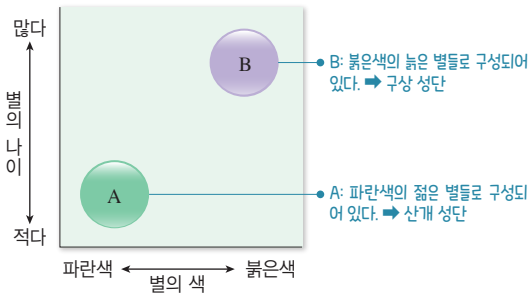 많다
별의 나이
적다
B
A
파란색
별의 색
붉은색
B: 붉은색의 늙은 별들로 구성되어
있다. ➡ 구상 성단
A: 파란색의 젊은 별들로 구성되
어 있다. ➡ 산개 성단